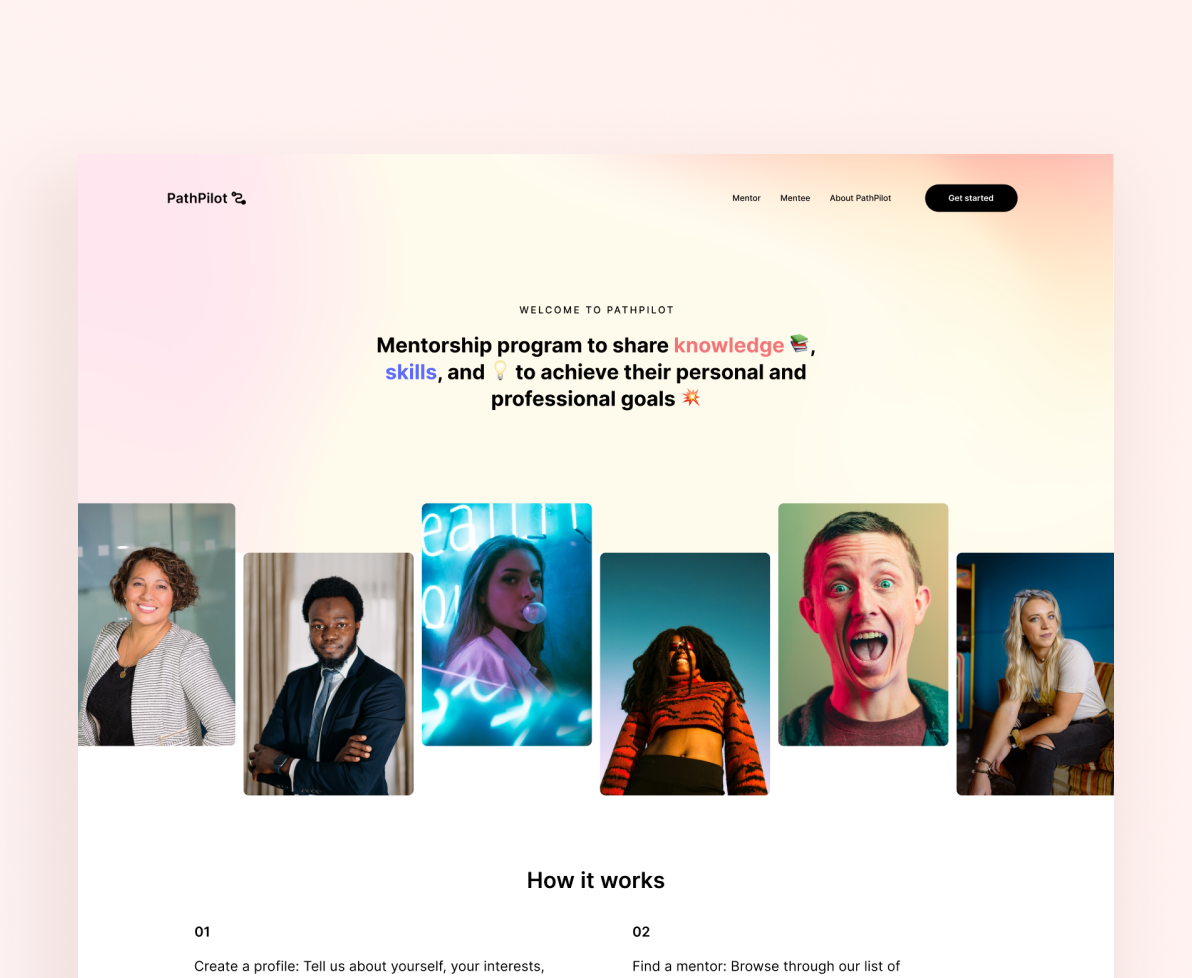 PathPilot
Mentor Mentee About PathPilot Get started
WELCOME TO PATHPILOT
Mentorship program to share knowledge 📚,
skills, and 💡 to achieve their personal and
professional goals 💥
How it works
01
Create a profile: Tell us about yourself, your interests,
02
Find a mentor: Browse through our list of